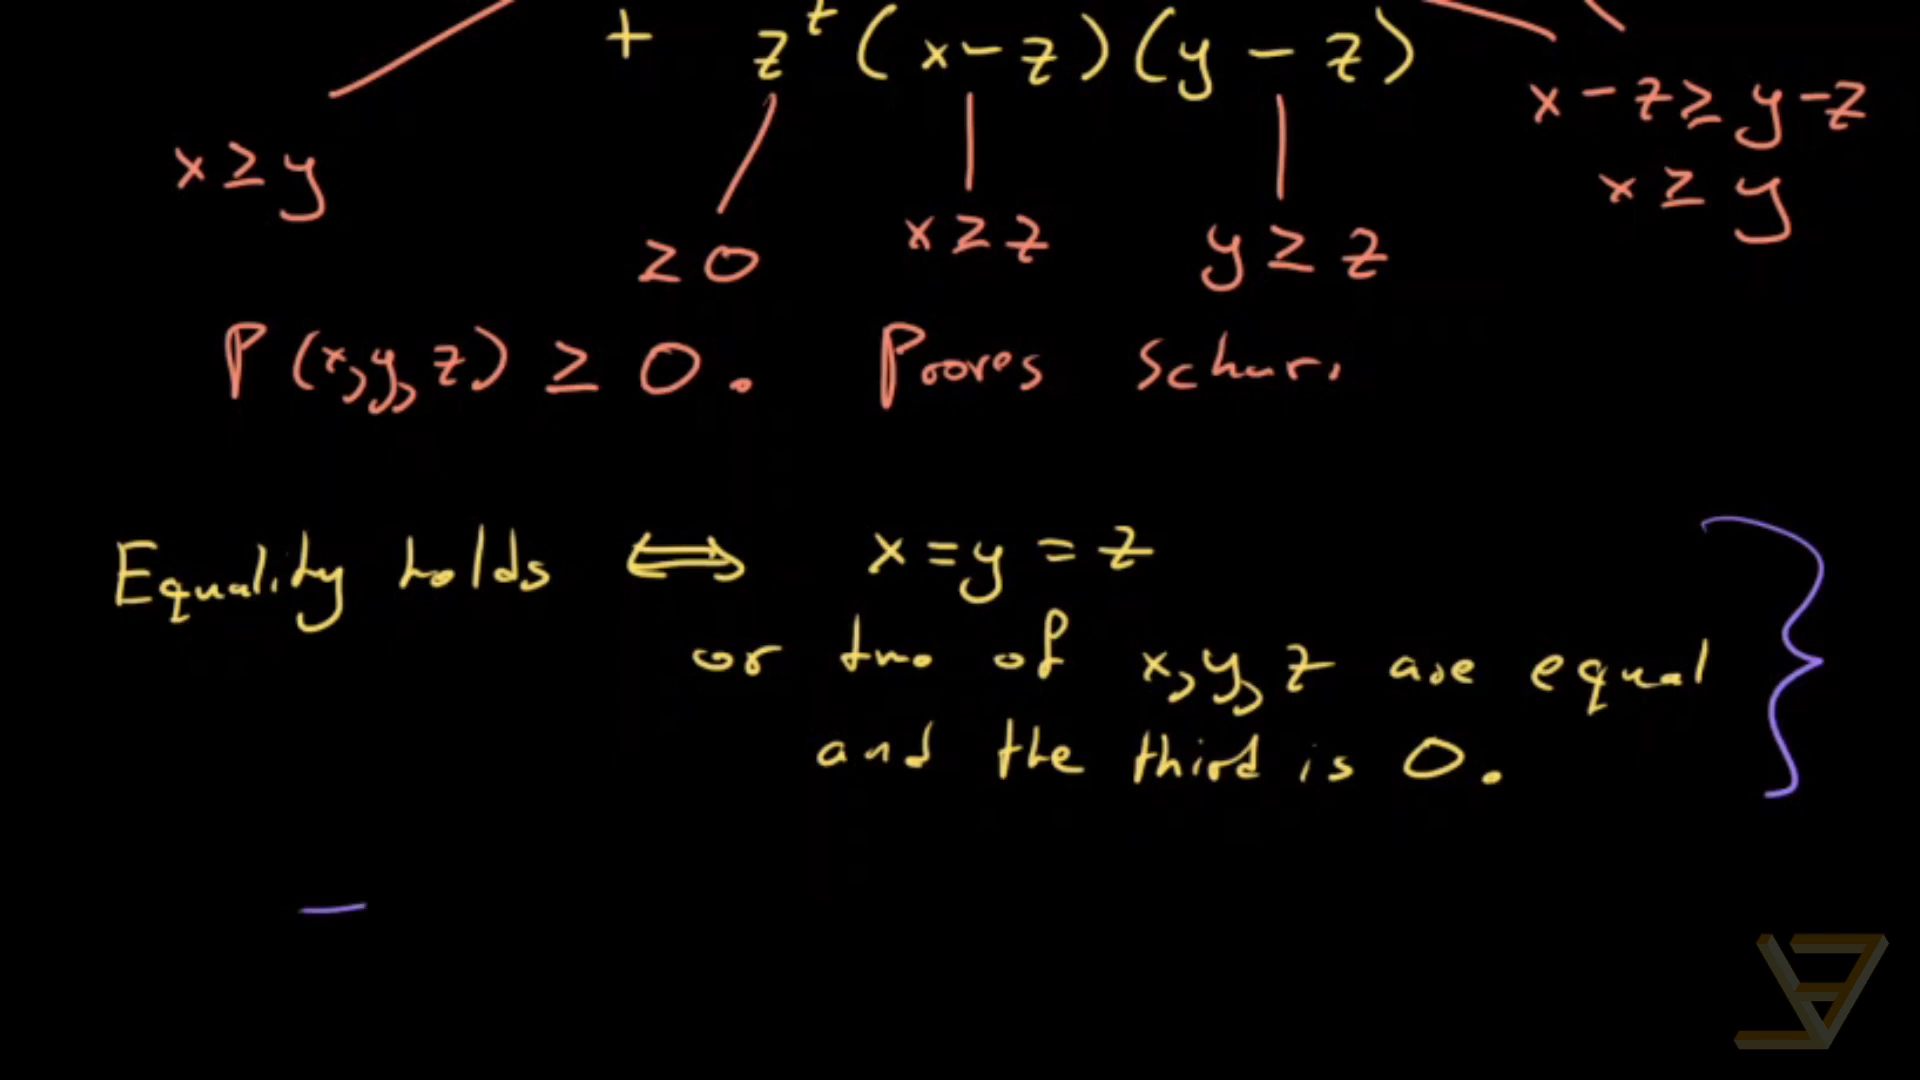 + z^t (x - z)(y - z)
x - z ≥ y - z
x ≥ y
x ≥ y
≥ 0
x ≥ z
y ≥ z
P(x, y, z) ≥ 0. Proves Schur.
Equality holds ⟺ x = y = z
or two of x, y, z are equal
and the third is 0.